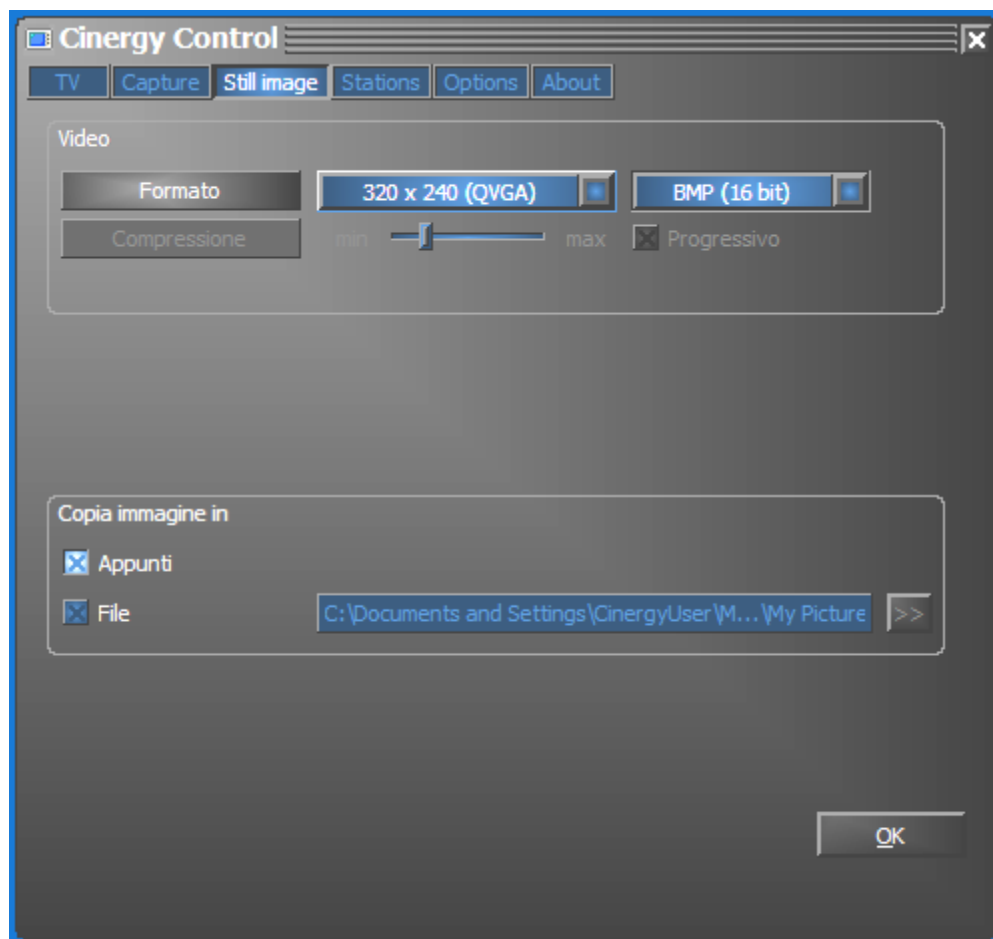 Cinergy Control
TV Capture Still image Stations Options About
Video
Formato 320 x 240 (QVGA) BMP (16 bit)
Compressione min max Progressivo
Copia immagine in
Appunti
File C:\Documents and Settings\CinergyUser\M...\My Picture >>
OK